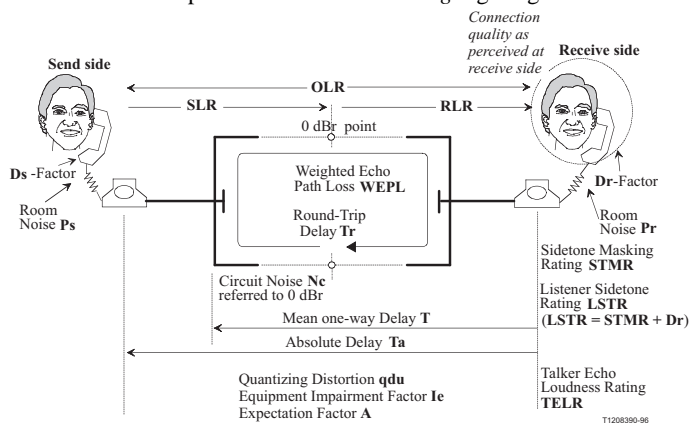 Connection
quality as
perceived at
receive side
Send side
Receive side
OLR
SLR
RLR
0 dBr point
Weighted Echo
Path Loss WEPL
Round-Trip
Delay Tr
Ds -Factor
Room
Noise Ps
Dr-Factor
Room
Noise Pr
Sidetone Masking
Rating STMR
Circuit Noise Nc
referred to 0 dBr
Listener Sidetone
Rating LSTR
(LSTR = STMR + Dr)
Mean one-way Delay T
Absolute Delay Ta
Quantizing Distortion qdu
Equipment Impairment Factor Ie
Expectation Factor A
Talker Echo
Loudness Rating
TELR
T1208390-96